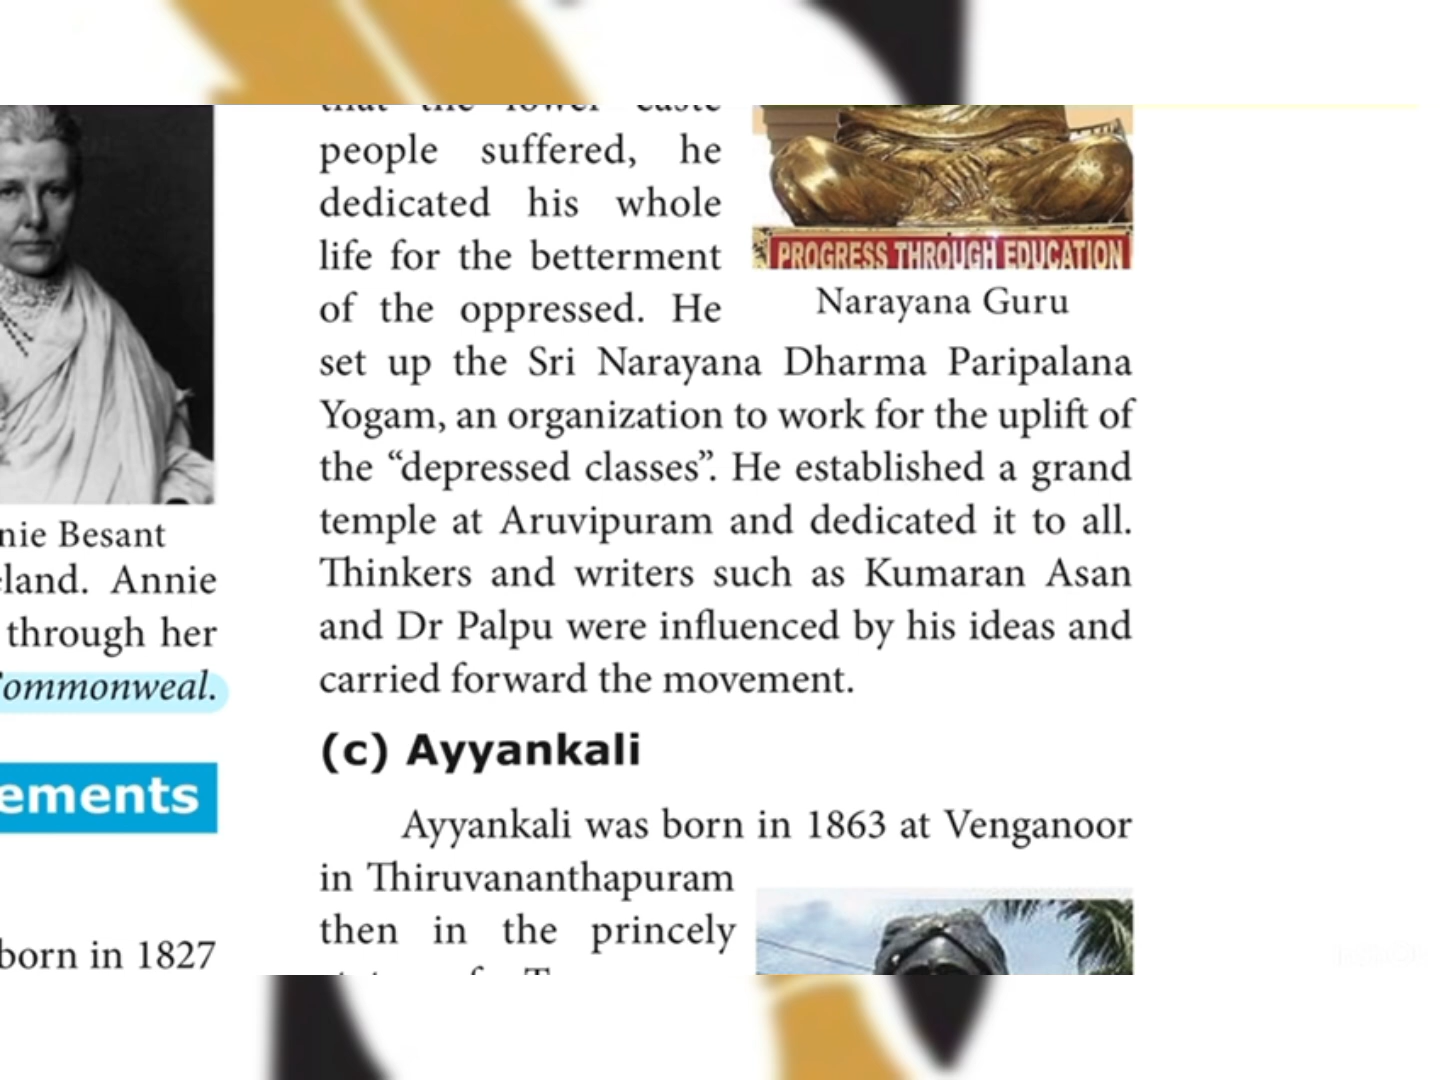 nie Besant
land. Annie
through her
ommonweal.
ements
born in 1827
that the lower caste
people suffered, he
dedicated his whole
life for the betterment
of the oppressed. He
PROGRESS THROUGH EDUCATION
Narayana Guru
set up the Sri Narayana Dharma Paripalana
Yogam, an organization to work for the uplift of
the “depressed classes”. He established a grand
temple at Aruvipuram and dedicated it to all.
Thinkers and writers such as Kumaran Asan
and Dr Palpu were influenced by his ideas and
carried forward the movement.
(c) Ayyankali
Ayyankali was born in 1863 at Venganoor
in Thiruvananthapuram
then in the princely